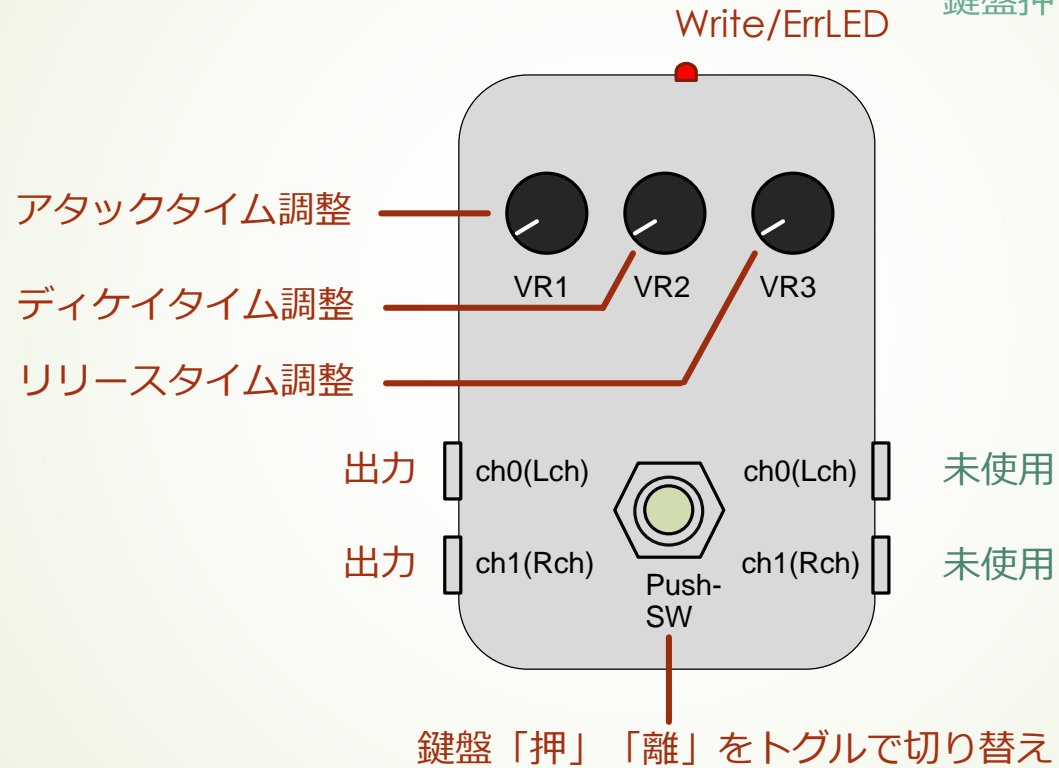 鍵盤押
Write/ErrLED
アタックタイム調整
VR1
VR2
VR3
ディケイタイム調整
リリースタイム調整
出力
ch0(Lch)
ch0(Lch)
未使用
出力
ch1(Rch)
ch1(Rch)
未使用
Push-
SW
鍵盤「押」「離」をトグルで切り替え